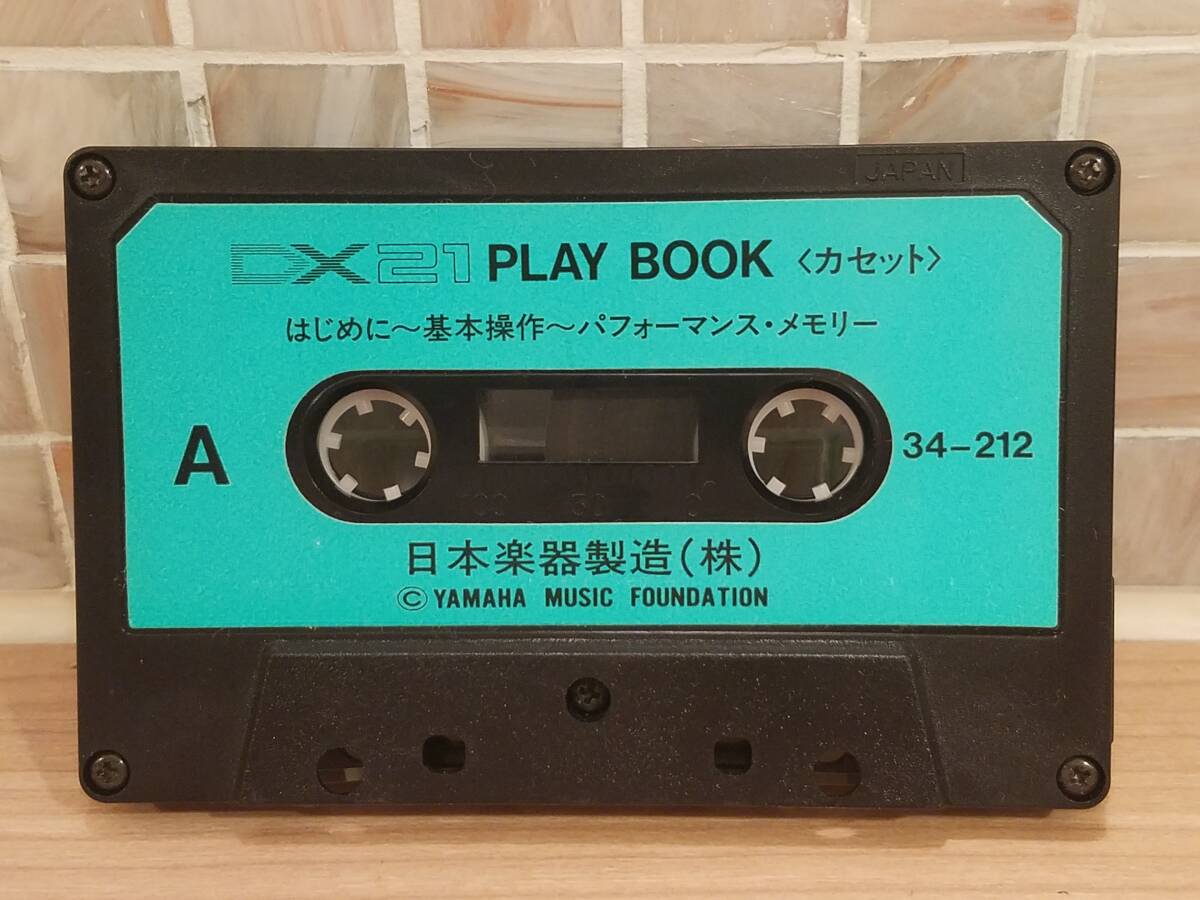 JAPAN
DX21 PLAY BOOK 〈カセット〉
はじめに～基本操作～パフォーマンス・メモリー
A
34-212
日本楽器製造(株)
© YAMAHA MUSIC FOUNDATION